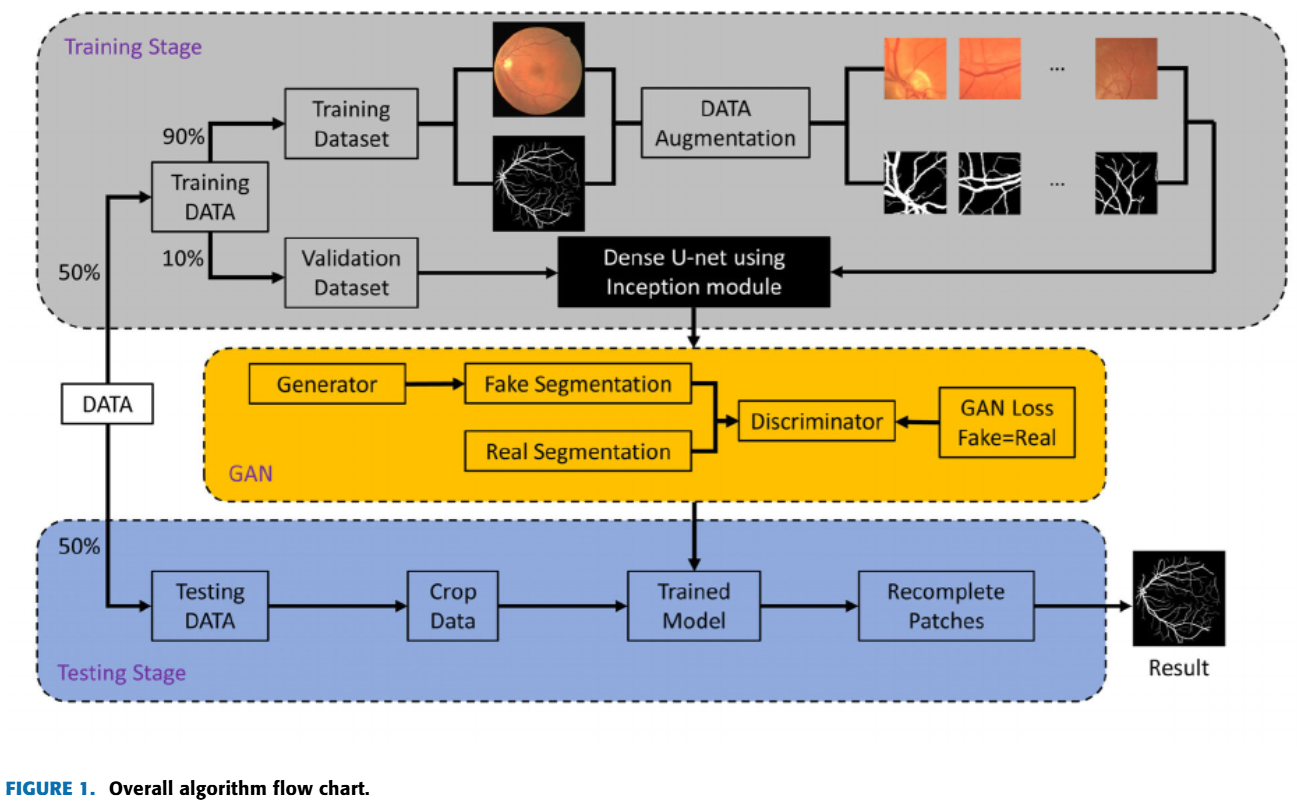 Training Stage
90%
Training
Dataset
DATA
Augmentation
...
...
Training
DATA
10%
Validation
Dataset
Dense U-net using
Inception module
50%
DATA
Generator
Fake Segmentation
Real Segmentation
Discriminator
GAN Loss
Fake=Real
GAN
50%
Testing
DATA
Crop
Data
Trained
Model
Recomplete
Patches
Testing Stage
Result
FIGURE 1. Overall algorithm flow chart.